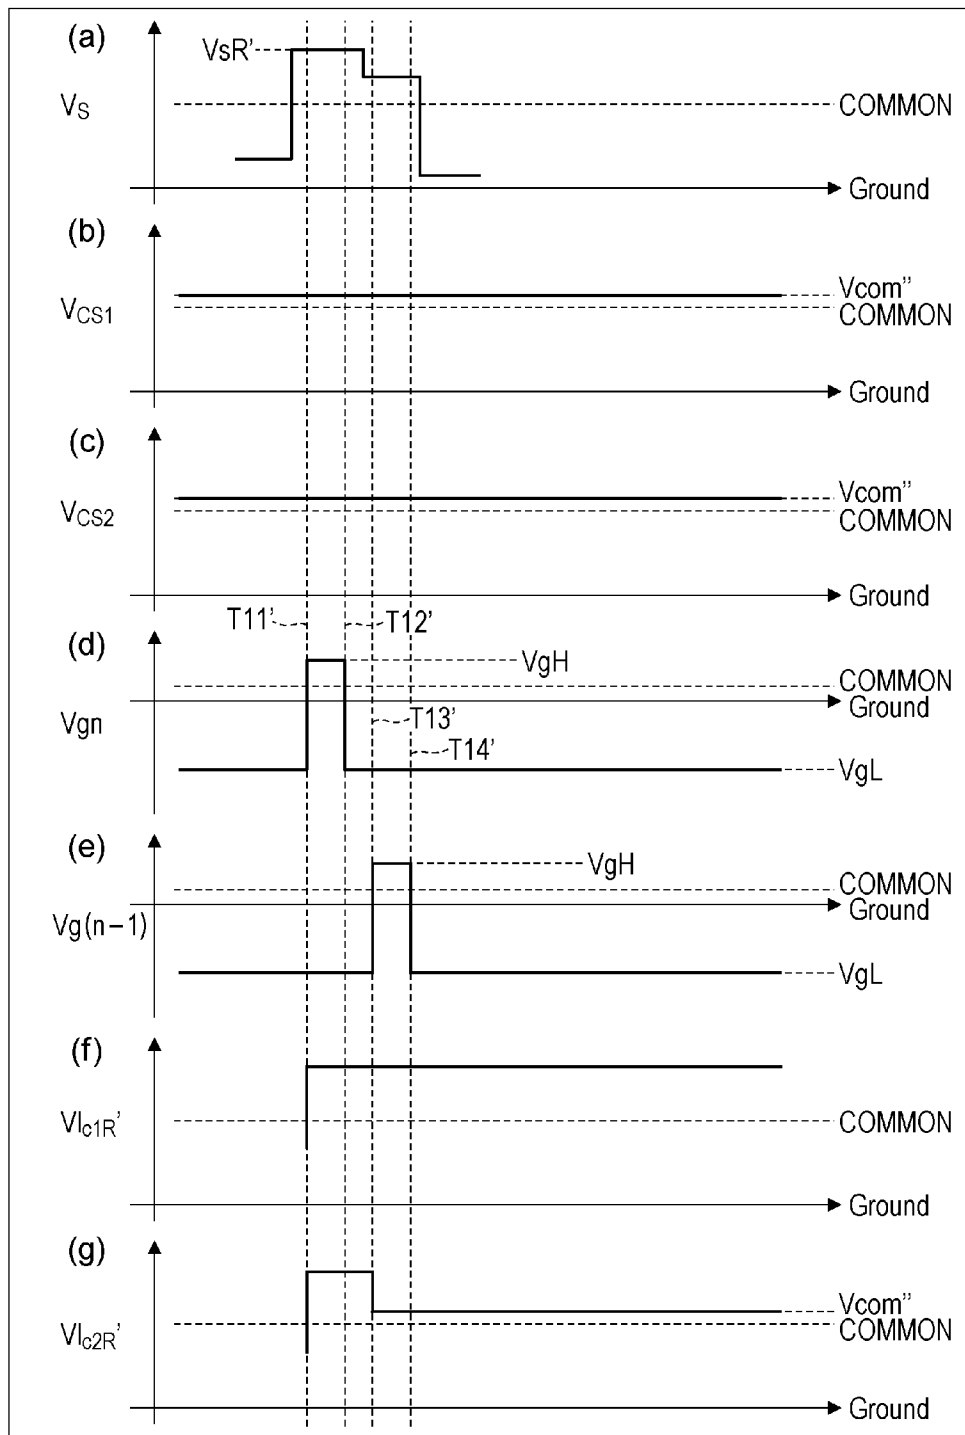 (a)
VsR’
VS
COMMON
Ground
(b)
VCS1
Vcom”
COMMON
Ground
(c)
VCS2
Vcom”
COMMON
Ground
T11’
T12’
(d)
VgH
COMMON
Ground
Vgn
T13’
T14’
VgL
(e)
VgH
COMMON
Ground
Vg(n−1)
VgL
(f)
Vlc1R’
COMMON
Ground
(g)
Vcom”
COMMON
Vlc2R’
Ground